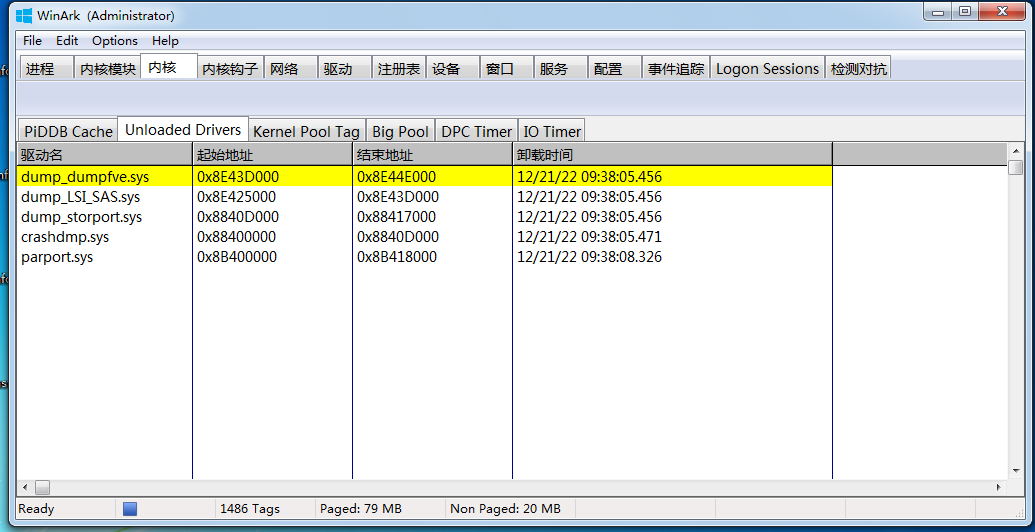 WinArk (Administrator)
File Edit Options Help
进程 内核模块 内核 内核钩子 网络 驱动 注册表 设备 窗口 服务 配置 事件追踪 Logon Sessions 检测对抗
PiDDB Cache Unloaded Drivers Kernel Pool Tag Big Pool DPC Timer IO Timer
驱动名 起始地址 结束地址 卸载时间
dump_dumpfve.sys 0x8E43D000 0x8E44E000 12/21/22 09:38:05.456
dump_LSI_SAS.sys 0x8E425000 0x8E43D000 12/21/22 09:38:05.456
dump_storport.sys 0x8840D000 0x88417000 12/21/22 09:38:05.456
crashdmp.sys 0x88400000 0x8840D000 12/21/22 09:38:05.471
parport.sys 0x8B400000 0x8B418000 12/21/22 09:38:08.326
Ready 1486 Tags Paged: 79 MB Non Paged: 20 MB